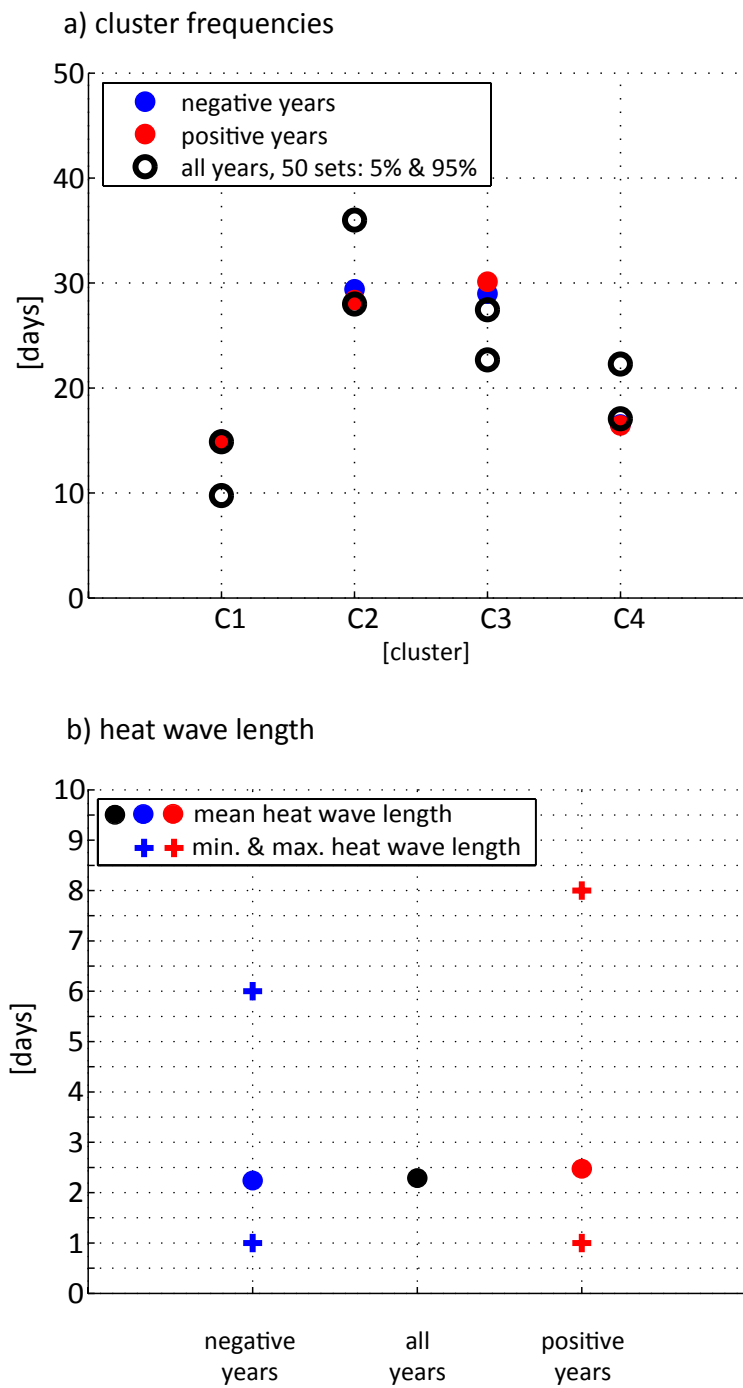 a) cluster frequencies
50
40
30
20
10
0
[days]
negative years
positive years
all years, 50 sets: 5% & 95%
C1 C2 C3 C4
[cluster]
b) heat wave length
10
9
8
7
6
5
4
3
2
1
0
[days]
mean heat wave length
min. & max. heat wave length
negative years
all years
positive years